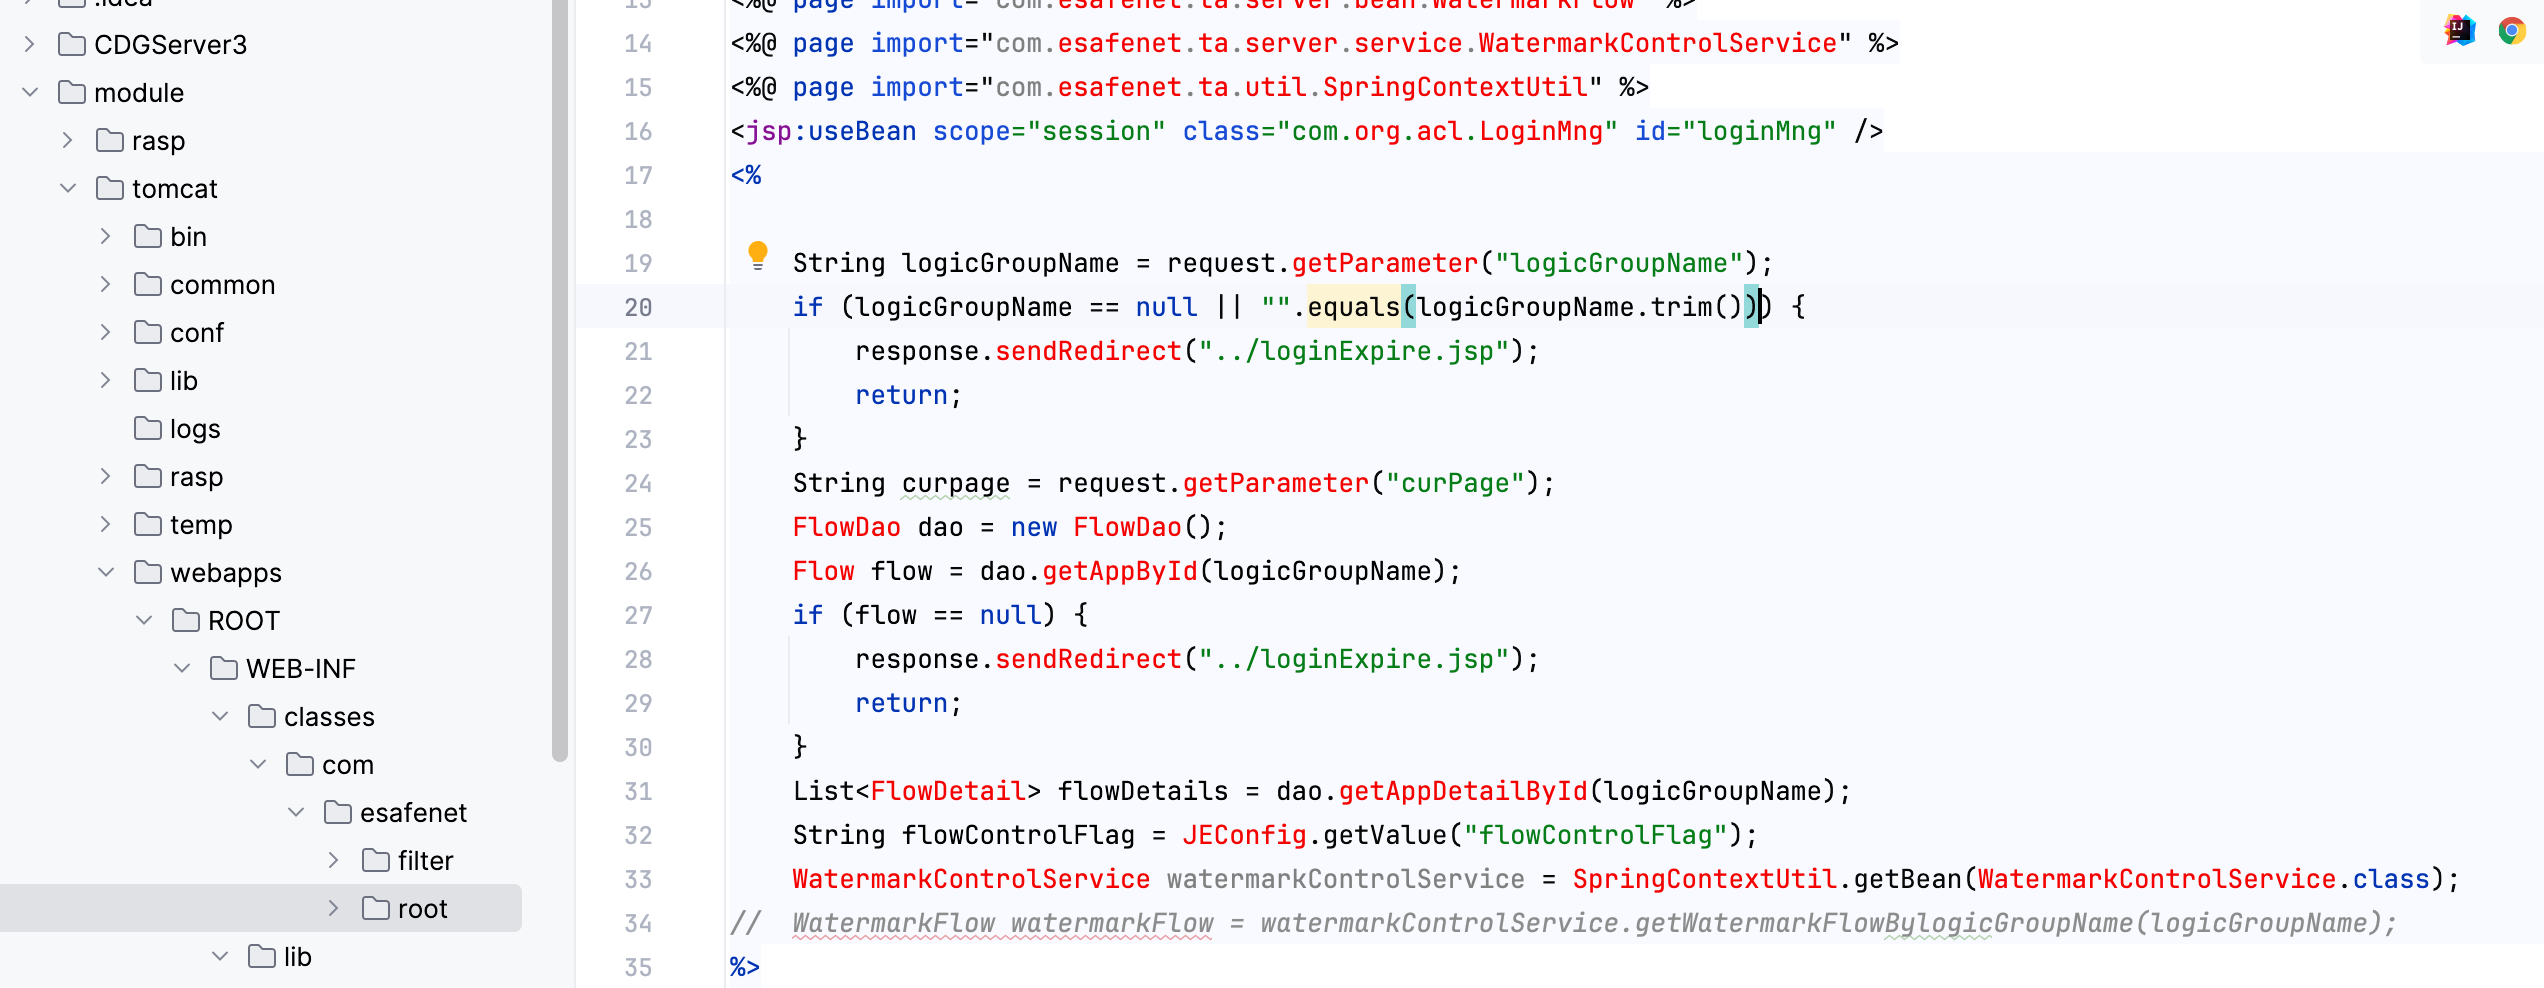 .idea
CDGServer3
module
rasp
tomcat
bin
common
conf
lib
logs
rasp
temp
webapps
ROOT
WEB-INF
classes
com
esafenet
filter
root
lib
13 <%@ page import="com.esafenet.ta.server.bean.WatermarkFlow" %>
14 <%@ page import="com.esafenet.ta.server.service.WatermarkControlService" %>
15 <%@ page import="com.esafenet.ta.util.SpringContextUtil" %>
16 <jsp:useBean scope="session" class="com.org.acl.LoginMng" id="loginMng" />
17 <%
18
19 String logicGroupName = request.getParameter("logicGroupName");
20 if (logicGroupName == null || "".equals(logicGroupName.trim())) {
21 response.sendRedirect("../loginExpire.jsp");
22 return;
23 }
24 String curpage = request.getParameter("curPage");
25 FlowDao dao = new FlowDao();
26 Flow flow = dao.getAppById(logicGroupName);
27 if (flow == null) {
28 response.sendRedirect("../loginExpire.jsp");
29 return;
30 }
31 List<FlowDetail> flowDetails = dao.getAppDetailById(logicGroupName);
32 String flowControlFlag = JEConfig.getValue("flowControlFlag");
33 WatermarkControlService watermarkControlService = SpringContextUtil.getBean(WatermarkControlService.class);
34 // WatermarkFlow watermarkFlow = watermarkControlService.getWatermarkFlowBylogicGroupName(logicGroupName);
35 %>